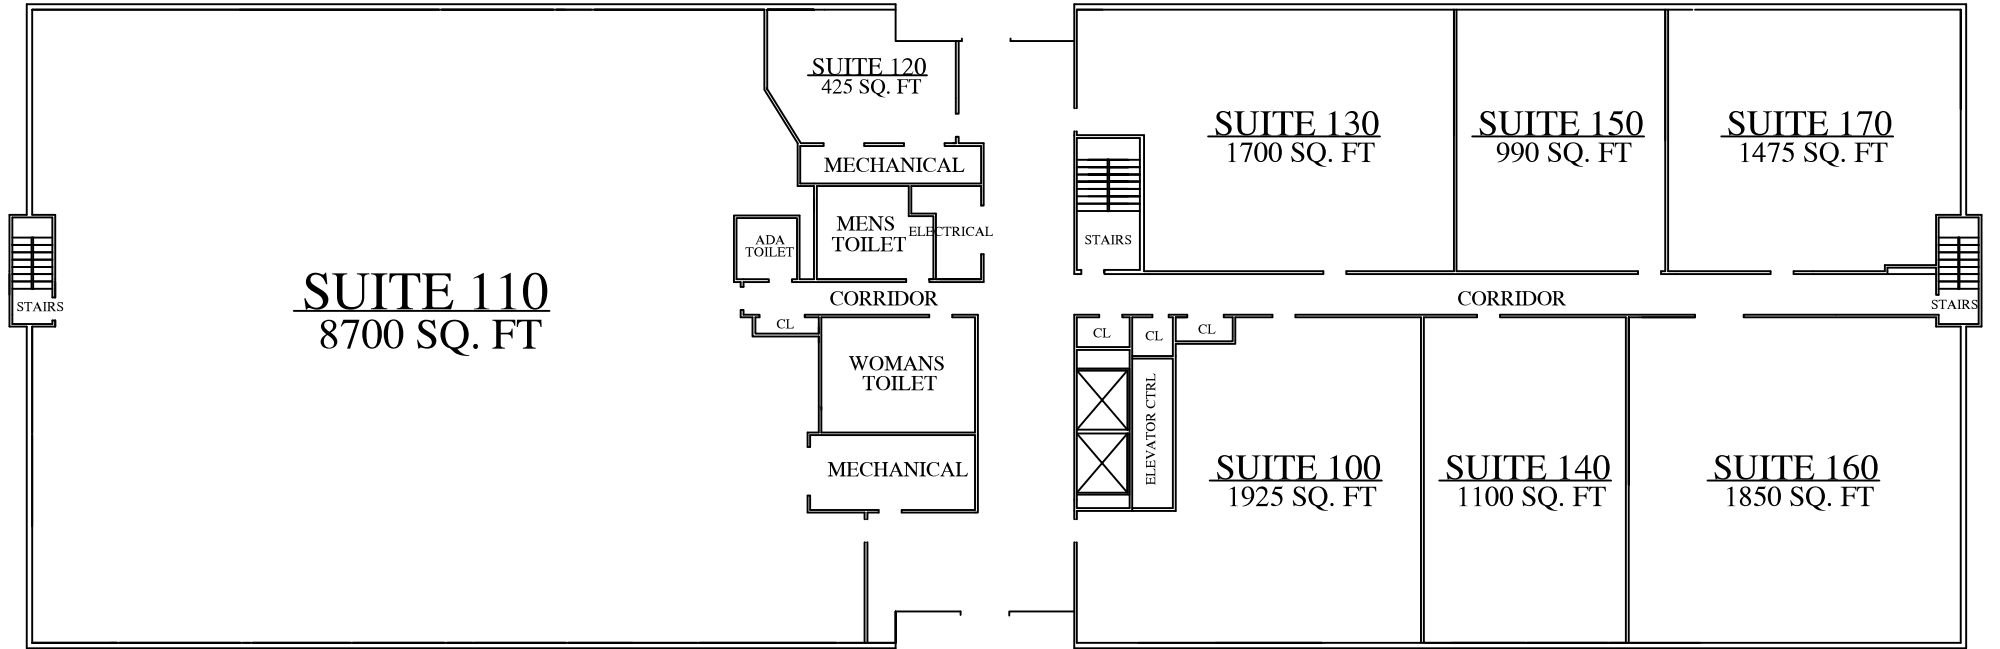 SUITE 120
425 SQ. FT
SUITE 130
1700 SQ. FT
SUITE 150
990 SQ. FT
SUITE 170
1475 SQ. FT
MECHANICAL
MENS
TOILET
ELECTRICAL
ADA
TOILET
STAIRS
SUITE 110
8700 SQ. FT
STAIRS
CORRIDOR
CORRIDOR
STAIRS
CL
CL
CL
CL
WOMANS
TOILET
ELEVATOR CTRL
MECHANICAL
SUITE 100
1925 SQ. FT
SUITE 140
1100 SQ. FT
SUITE 160
1850 SQ. FT